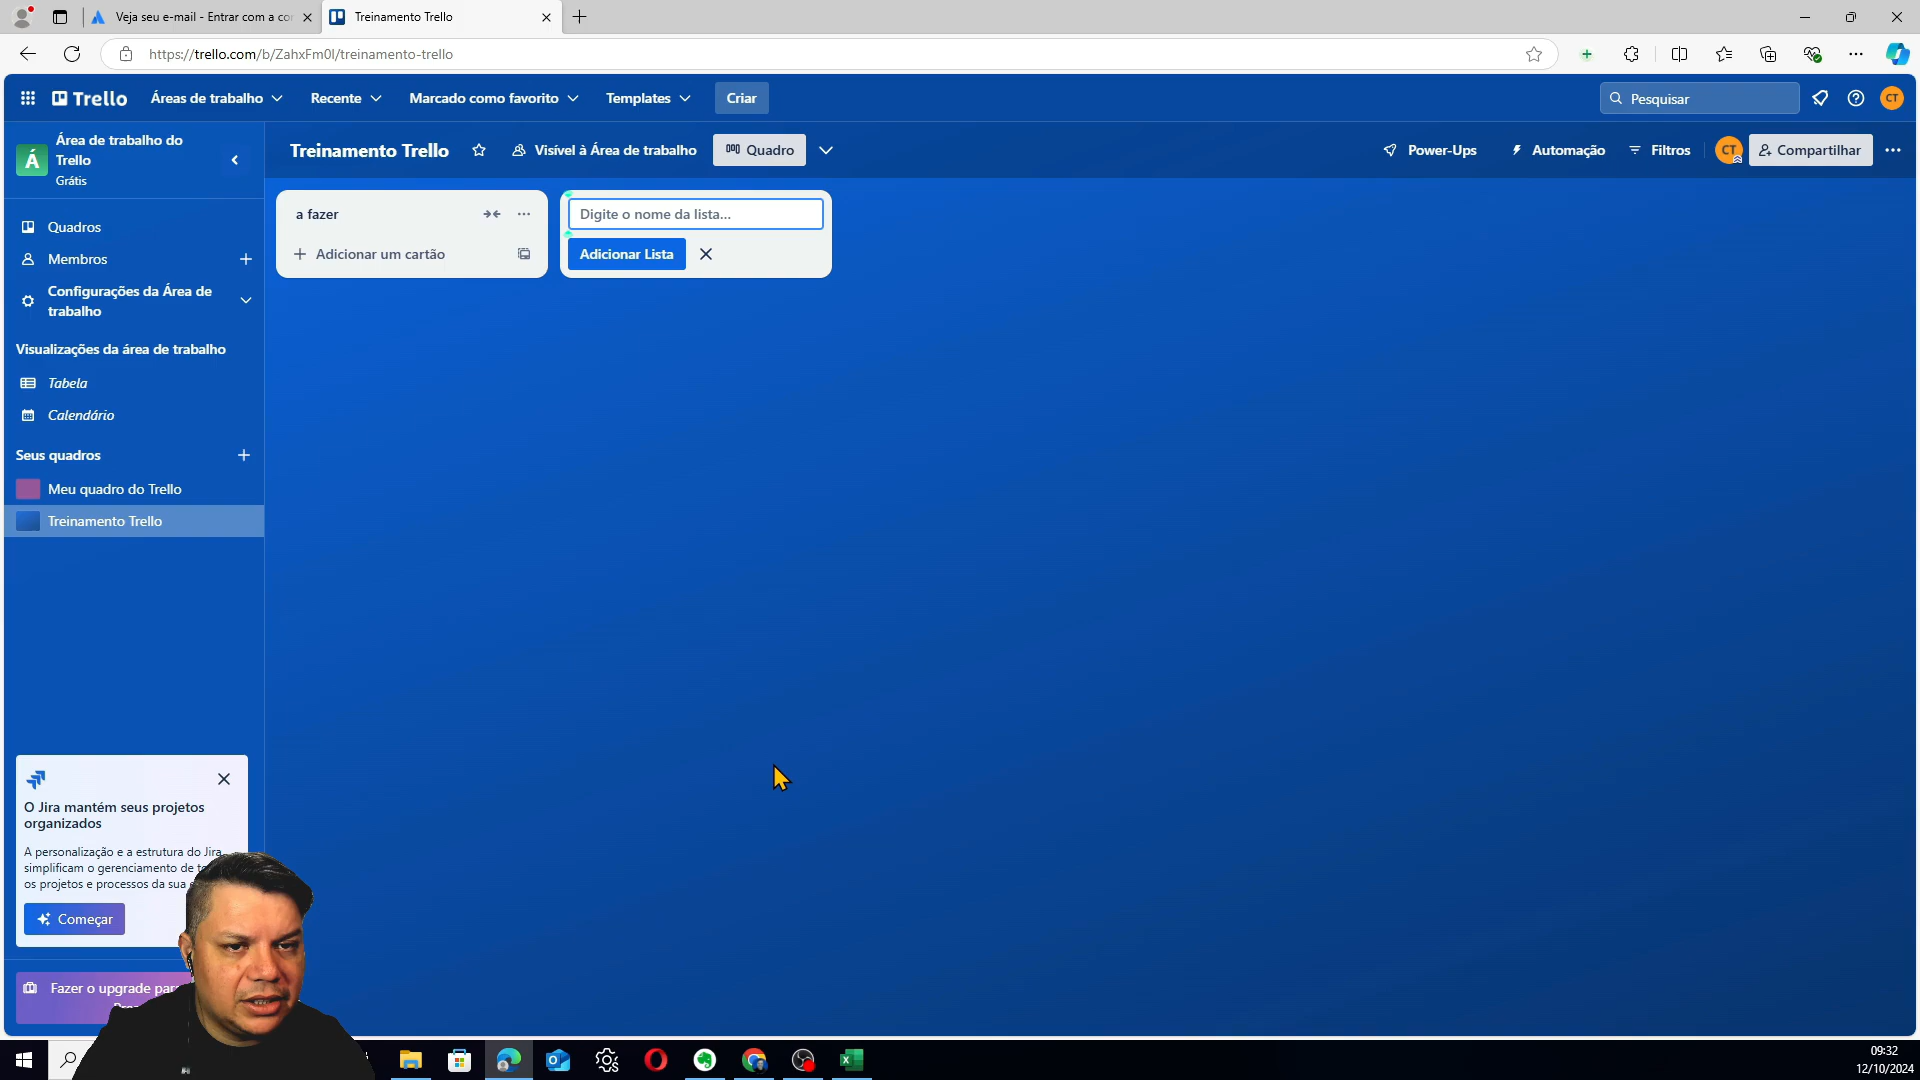 Veja seu e-mail - Entrar com a co
Treinamento Trello
https://trello.com/b/ZahxFm0l/treinamento-trello
Trello
Áreas de trabalho
Recente
Marcado como favorito
Templates
Criar
Pesquisar
CT
Á
Área de trabalho do
Trello
Grátis
Treinamento Trello
Visível à Área de trabalho
Quadro
Power-Ups
Automação
Filtros
CT
Compartilhar
Quadros
Membros
Configurações da Área de
trabalho
Visualizações da área de trabalho
Tabela
Calendário
Seus quadros
Meu quadro do Trello
Treinamento Trello
a fazer
Adicionar um cartão
Digite o nome da lista...
Adicionar Lista
O Jira mantém seus projetos
organizados
A personalização e a estrutura do Jira
simplificam o gerenciamento de
os projetos e processos da sua
Começar
Fazer o upgrade
09:32
12/10/2024